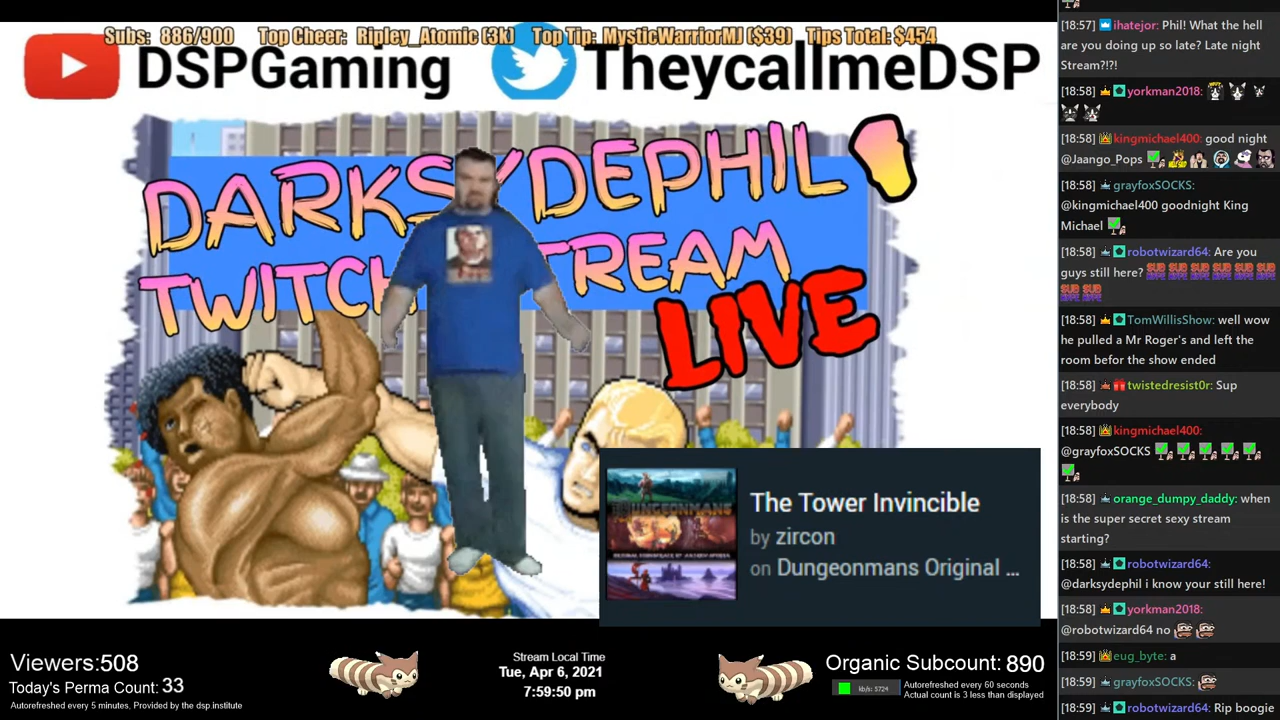 Subs: 886/900 Top Cheer: Ripley_Atomic (3k) Top Tip: MysticWarriorMJ ($39) Tips Total: $454
DSPGaming
TheycallmeDSP
DARKSYDEPHIL
TWITCH STREAM
LIVE
DUNGEONMANS
The Tower Invincible
by zircon
on Dungeonmans Original ...
Viewers:508
Today's Perma Count: 33
Autorefreshed every 5 minutes, Provided by the dsp.institute
Stream Local Time
Tue, Apr 6, 2021
7:59:50 pm
Organic Subcount: 890
kb/s: 5724
Autorefreshed every 60 seconds
Actual count is 3 less than displayed
[18:57] ihatejor: Phil! What the hell
are you doing up so late? Late night
Stream?!?!
[18:58] yorkman2018:
[18:58] kingmichael400: good night
@Jaango_Pops
[18:58] grayfoxSOCKS:
@kingmichael400 goodnight King
Michael
[18:58] robotwizard64: Are you
guys still here?
[18:58] TomWillisShow: well wow
he pulled a Mr Roger's and left the
room befor the show ended
[18:58] twistedresist0r: Sup
everybody
[18:58] kingmichael400:
@grayfoxSOCKS
[18:58] orange_dumpy_daddy: when
is the super secret sexy stream
starting?
[18:58] robotwizard64:
@darksydephil i know your still here!
[18:58] yorkman2018:
@robotwizard64 no
[18:59] eug_byte: a
[18:59] grayfoxSOCKS:
[18:59] robotwizard64: Rip boogie